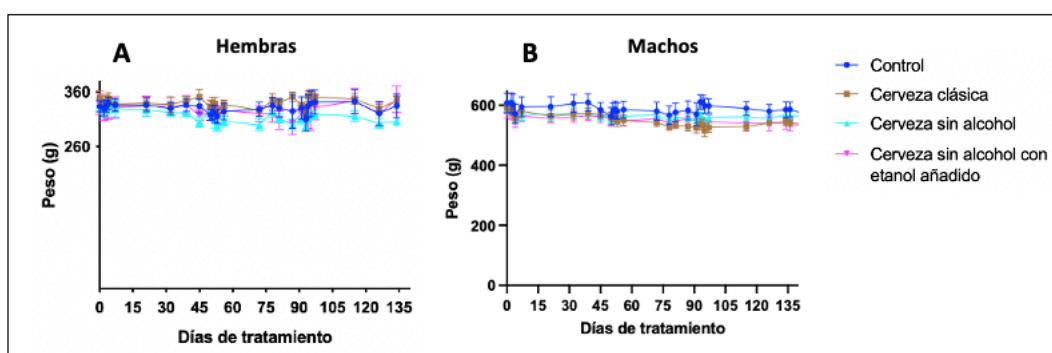 A
Hembras
360
260
Peso (g)
0 15 30 45 60 75 90 105 120 135
Días de tratamiento
B
Machos
600
400
200
0
Peso (g)
0 15 30 45 60 75 90 105 120 135
Días de tratamiento
Control
Cerveza clásica
Cerveza sin alcohol
Cerveza sin alcohol con
etanol añadido